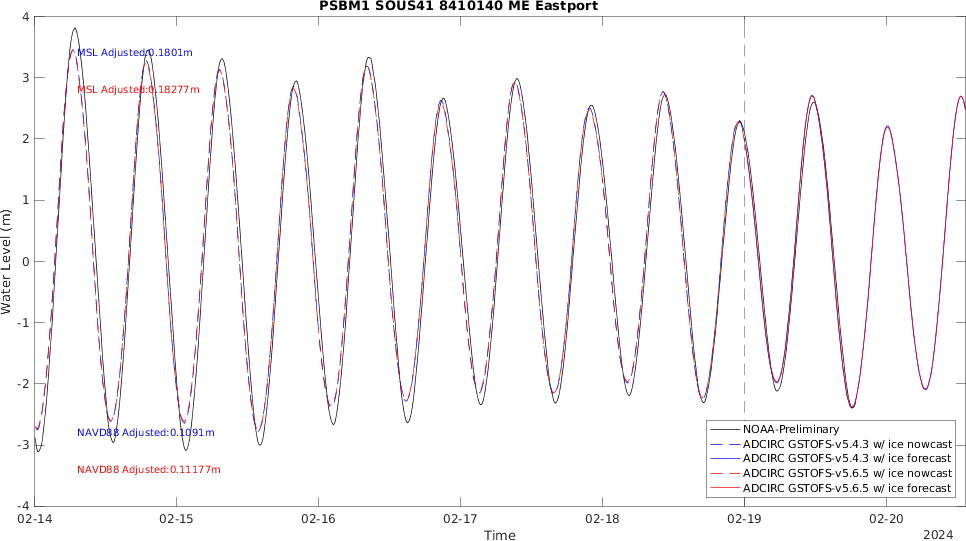 PSBM1 SOUS41 8410140 ME Eastport
4
3
2
1
0
-1
-2
-3
-4
Water Level (m)
MSL Adjusted:0.1801m
MSL Adjusted:0.18277m
NAVD88 Adjusted:0.1091m
NAVD88 Adjusted:0.11177m
NOAA-Preliminary
ADCIRC GSTOFS-v5.4.3 w/ ice nowcast
ADCIRC GSTOFS-v5.4.3 w/ ice forecast
ADCIRC GSTOFS-v5.6.5 w/ ice nowcast
ADCIRC GSTOFS-v5.6.5 w/ ice forecast
02-14 02-15 02-16 02-17 02-18 02-19 02-20
Time
2024